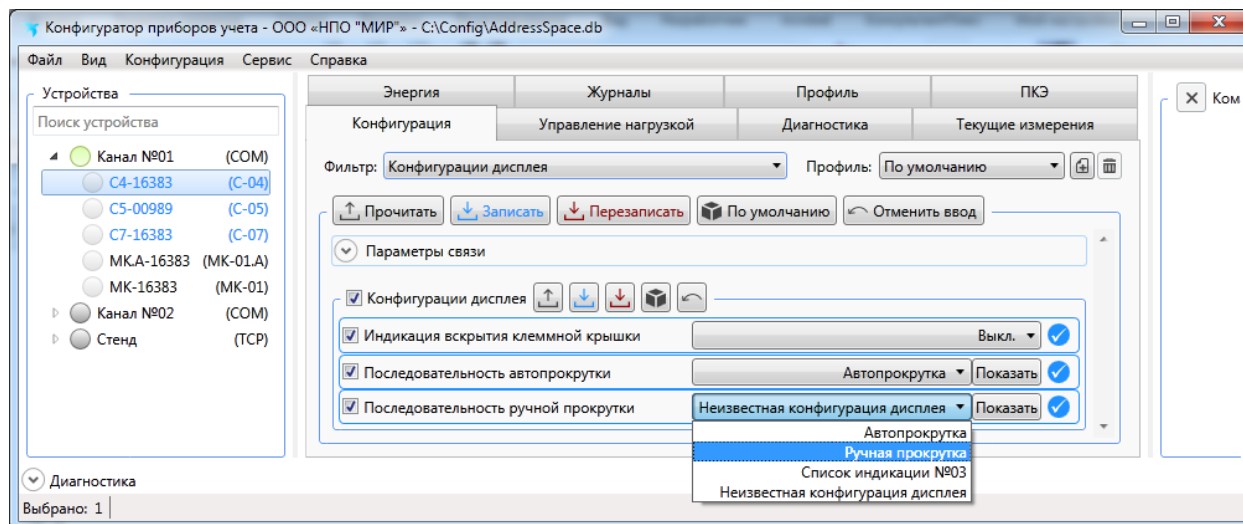 Конфигуратор приборов учета - ООО «НПО "МИР"» - C:\Config\AddressSpace.db
Файл Вид Конфигурация Сервис Справка
Устройства
Поиск устройства
Канал №01 (COM)
C4-16383 (C-04)
C5-00989 (C-05)
C7-16383 (C-07)
MK.A-16383 (MK-01.A)
MK-16383 (MK-01)
Канал №02 (COM)
Стенд (TCP)
Энергия Журналы Профиль ПКЭ
Конфигурация Управление нагрузкой Диагностика Текущие измерения
Фильтр: Конфигурации дисплея Профиль: По умолчанию
Прочитать Записать Перезаписать По умолчанию Отменить ввод
Параметры связи
Конфигурации дисплея
Индикация вскрытия клеммной крышки Выкл.
Последовательность автопрокрутки Автопрокрутка Показать
Последовательность ручной прокрутки Неизвестная конфигурация дисплея Показать
Автопрокрутка
Ручная прокрутка
Список индикации №03
Неизвестная конфигурация дисплея
Ком
Диагностика
Выбрано: 1